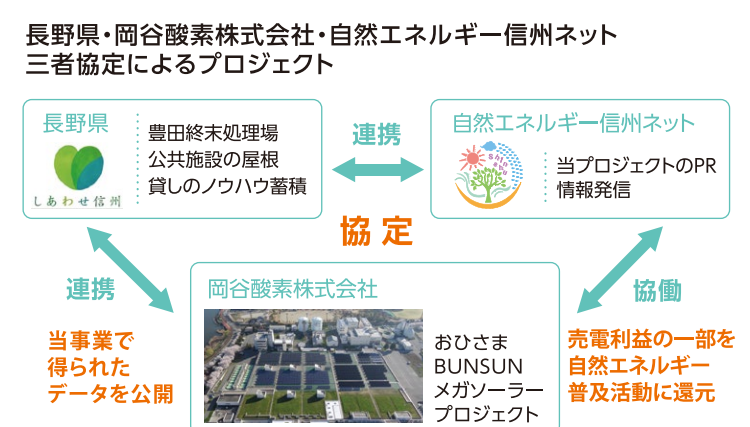 長野県・岡谷酸素株式会社・自然エネルギー信州ネット
三者協定によるプロジェクト
長野県
豊田終末処理場
公共施設の屋根
貸しのノウハウ蓄積
しあわせ信州
連携
自然エネルギー信州ネット
shin
shu
当プロジェクトのPR
情報発信
協定
連携
当事業で
得られた
データを公開
岡谷酸素株式会社
おひさま
BUNSUN
メガソーラー
プロジェクト
協働
売電利益の一部を
自然エネルギー
普及活動に還元